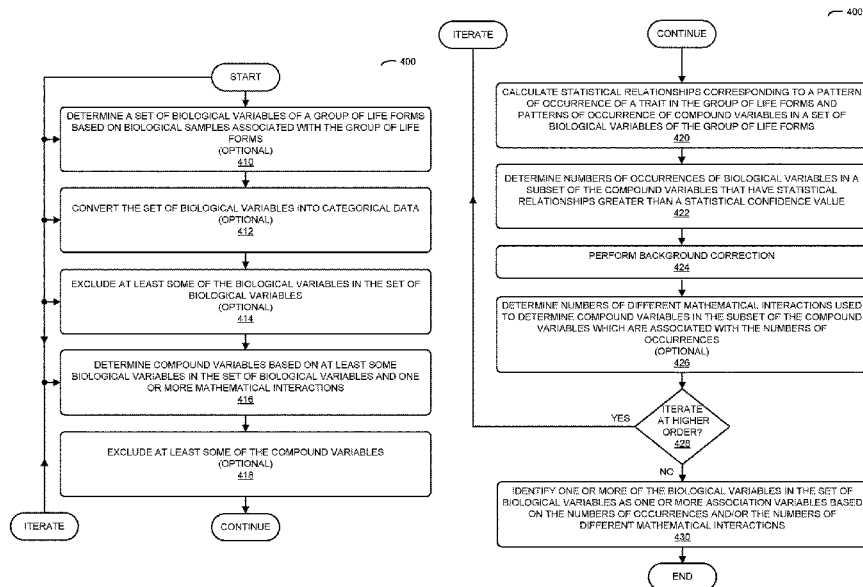 400
START
DETERMINE A SET OF BIOLOGICAL VARIABLES OF A GROUP OF LIFE FORMS
BASED ON BIOLOGICAL SAMPLES ASSOCIATED WITH THE GROUP OF LIFE
FORMS
(OPTIONAL)
410
CONVERT THE SET OF BIOLOGICAL VARIABLES INTO CATEGORICAL DATA
(OPTIONAL)
412
EXCLUDE AT LEAST SOME OF THE BIOLOGICAL VARIABLES IN THE SET OF
BIOLOGICAL VARIABLES
(OPTIONAL)
414
DETERMINE COMPOUND VARIABLES BASED ON AT LEAST SOME
BIOLOGICAL VARIABLES IN THE SET OF BIOLOGICAL VARIABLES AND ONE
OR MORE MATHEMATICAL INTERACTIONS
416
EXCLUDE AT LEAST SOME OF THE COMPOUND VARIABLES
(OPTIONAL)
418
ITERATE
CONTINUE
400
ITERATE
CONTINUE
CALCULATE STATISTICAL RELATIONSHIPS CORRESPONDING TO A PATTERN
OF OCCURRENCE OF A TRAIT IN THE GROUP OF LIFE FORMS AND
PATTERNS OF OCCURRENCE OF COMPOUND VARIABLES IN A SET OF
BIOLOGICAL VARIABLES OF THE GROUP OF LIFE FORMS
420
DETERMINE NUMBERS OF OCCURRENCES OF BIOLOGICAL VARIABLES IN A
SUBSET OF THE COMPOUND VARIABLES THAT HAVE STATISTICAL
RELATIONSHIPS GREATER THAN A STATISTICAL CONFIDENCE VALUE
422
PERFORM BACKGROUND CORRECTION
424
DETERMINE NUMBERS OF DIFFERENT MATHEMATICAL INTERACTIONS USED
TO DETERMINE COMPOUND VARIABLES IN THE SUBSET OF THE COMPOUND
VARIABLES WHICH ARE ASSOCIATED WITH THE NUMBERS OF
OCCURRENCES
(OPTIONAL)
426
YES
ITERATE
AT HIGHER
ORDER?
428
NO
IDENTIFY ONE OR MORE OF THE BIOLOGICAL VARIABLES IN THE SET OF
BIOLOGICAL VARIABLES AS ONE OR MORE ASSOCIATION VARIABLES BASED
ON THE NUMBERS OF OCCURRENCES AND/OR THE NUMBERS OF
DIFFERENT MATHEMATICAL INTERACTIONS
430
END